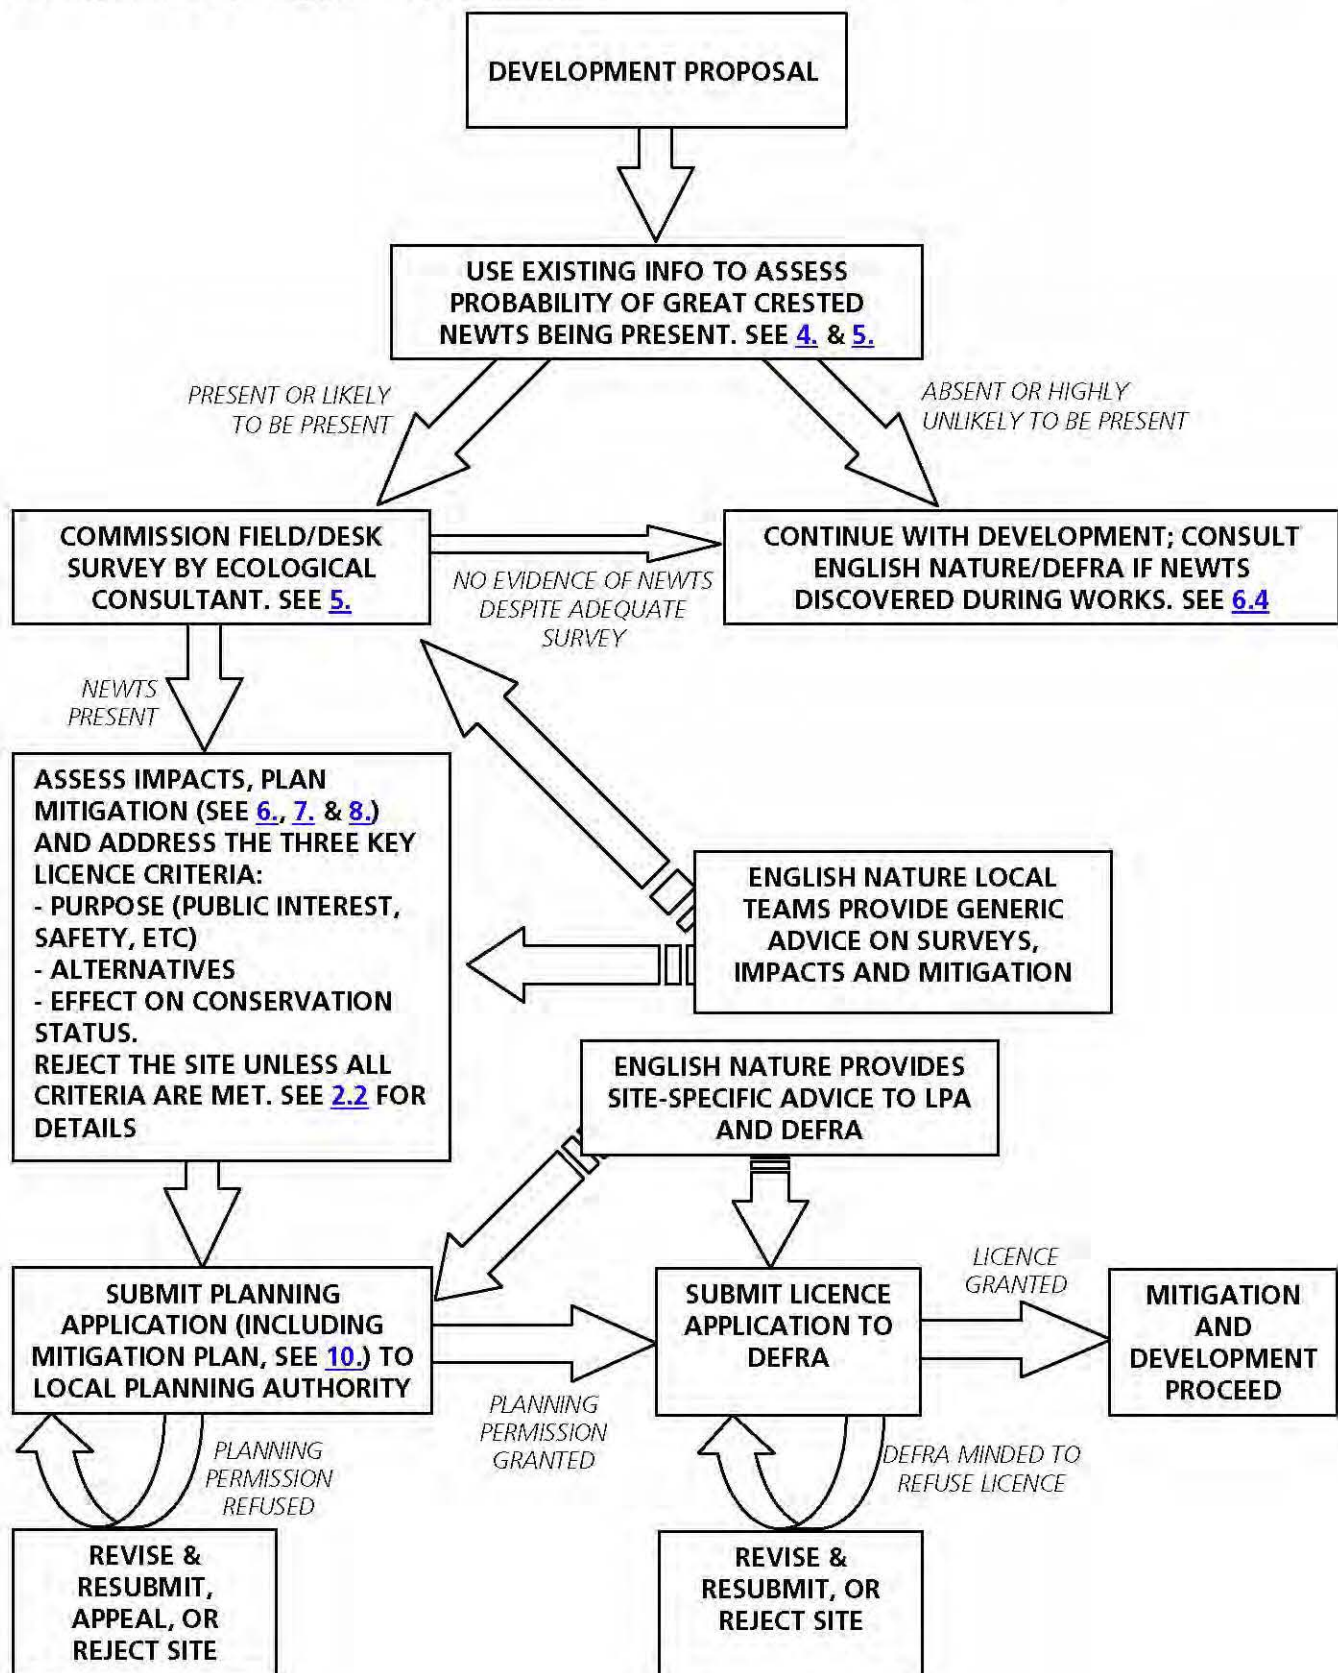 DEVELOPMENT PROPOSAL
USE EXISTING INFO TO ASSESS
PROBABILITY OF GREAT CRESTED
NEWTS BEING PRESENT. SEE 4. & 5.
PRESENT OR LIKELY
TO BE PRESENT
ABSENT OR HIGHLY
UNLIKELY TO BE PRESENT
COMMISSION FIELD/DESK
SURVEY BY ECOLOGICAL
CONSULTANT. SEE 5.
NO EVIDENCE OF NEWTS
DESPITE ADEQUATE
SURVEY
CONTINUE WITH DEVELOPMENT; CONSULT
ENGLISH NATURE/DEFRA IF NEWTS
DISCOVERED DURING WORKS. SEE 6.4
NEWTS
PRESENT
ASSESS IMPACTS, PLAN
MITIGATION (SEE 6., 7. & 8.)
AND ADDRESS THE THREE KEY
LICENCE CRITERIA:
- PURPOSE (PUBLIC INTEREST,
SAFETY, ETC)
- ALTERNATIVES
- EFFECT ON CONSERVATION
STATUS.
REJECT THE SITE UNLESS ALL
CRITERIA ARE MET. SEE 2.2 FOR
DETAILS
ENGLISH NATURE LOCAL
TEAMS PROVIDE GENERIC
ADVICE ON SURVEYS,
IMPACTS AND MITIGATION
ENGLISH NATURE PROVIDES
SITE-SPECIFIC ADVICE TO LPA
AND DEFRA
SUBMIT PLANNING
APPLICATION (INCLUDING
MITIGATION PLAN, SEE 10.) TO
LOCAL PLANNING AUTHORITY
PLANNING
PERMISSION
GRANTED
SUBMIT LICENCE
APPLICATION TO
DEFRA
LICENCE
GRANTED
MITIGATION
AND
DEVELOPMENT
PROCEED
PLANNING
PERMISSION
REFUSED
DEFRA MINDED TO
REFUSE LICENCE
REVISE &
RESUBMIT,
APPEAL, OR
REJECT SITE
REVISE &
RESUBMIT, OR
REJECT SITE